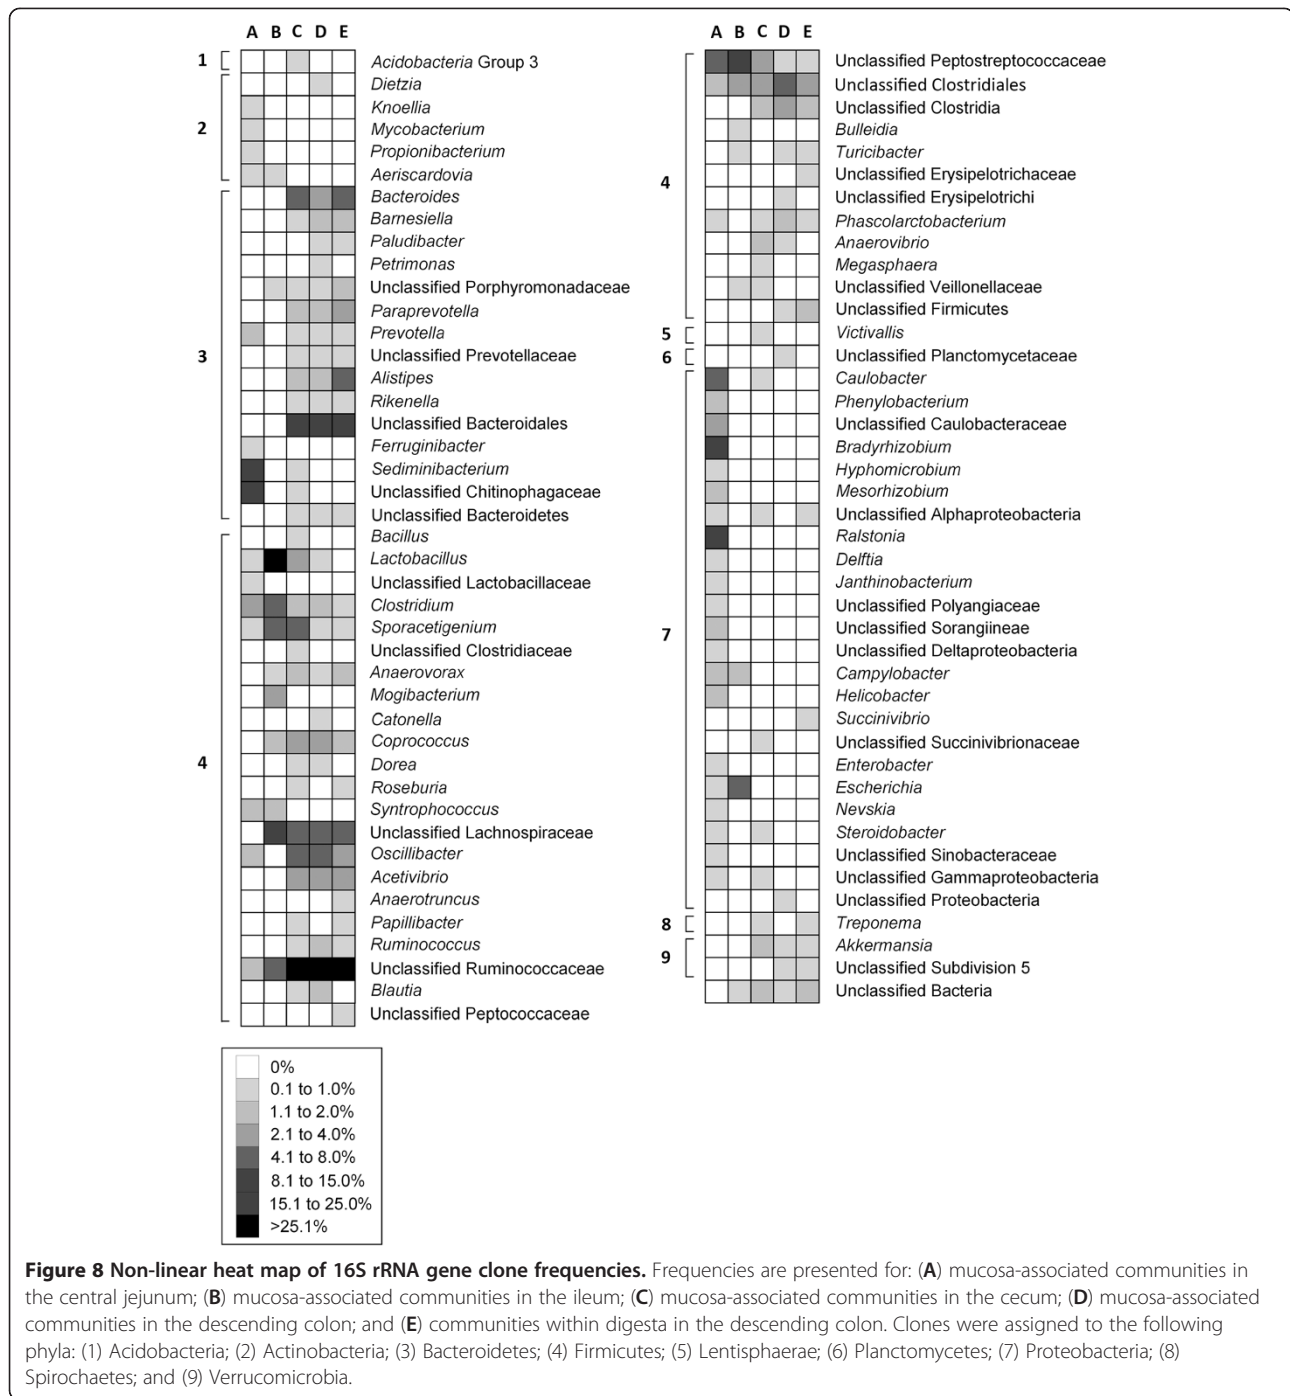 A B C D E
1
Acidobacteria Group 3
2
Dietzia
Knoellia
Mycobacterium
Propionibacterium
Aeriscardovia
3
Bacteroides
Barnesiella
Paludibacter
Petrimonas
Unclassified Porphyromonadaceae
Paraprevotella
Prevotella
Unclassified Prevotellaceae
Alistipes
Rikenella
Unclassified Bacteroidales
Ferruginibacter
Sediminibacterium
Unclassified Chitinophagaceae
Unclassified Bacteroidetes
4
Bacillus
Lactobacillus
Unclassified Lactobacillaceae
Clostridium
Sporacetigenium
Unclassified Clostridiaceae
Anaerovorax
Mogibacterium
Catonella
Coprococcus
Dorea
Roseburia
Syntrophococcus
Unclassified Lachnospiraceae
Oscillibacter
Acetivibrio
Anaerotruncus
Papillibacter
Ruminococcus
Unclassified Ruminococcaceae
Blautia
Unclassified Peptococcaceae
A B C D E
4
Unclassified Peptostreptococcaceae
Unclassified Clostridiales
Unclassified Clostridia
Bulleidia
Turicibacter
Unclassified Erysipelotrichaceae
Unclassified Erysipelotrichi
Phascolarctobacterium
Anaerovibrio
Megasphaera
Unclassified Veillonellaceae
Unclassified Firmicutes
5
Victivallis
6
Unclassified Planctomycetaceae
7
Caulobacter
Phenylobacterium
Unclassified Caulobacteraceae
Bradyrhizobium
Hyphomicrobium
Mesorhizobium
Unclassified Alphaproteobacteria
Ralstonia
Delftia
Janthinobacterium
Unclassified Polyangiaceae
Unclassified Sorangiineae
Unclassified Deltaproteobacteria
Campylobacter
Helicobacter
Succinivibrio
Unclassified Succinivibrionaceae
Enterobacter
Escherichia
Nevskia
Steroidobacter
Unclassified Sinobacteraceae
Unclassified Gammaproteobacteria
Unclassified Proteobacteria
8
Treponema
9
Akkermansia
Unclassified Subdivision 5
Unclassified Bacteria
0%
0.1 to 1.0%
1.1 to 2.0%
2.1 to 4.0%
4.1 to 8.0%
8.1 to 15.0%
15.1 to 25.0%
>25.1%
Figure 8 Non-linear heat map of 16S rRNA gene clone frequencies. Frequencies are presented for: (A) mucosa-associated communities in
the central jejunum; (B) mucosa-associated communities in the ileum; (C) mucosa-associated communities in the cecum; (D) mucosa-associated
communities in the descending colon; and (E) communities within digesta in the descending colon. Clones were assigned to the following
phyla: (1) Acidobacteria; (2) Actinobacteria; (3) Bacteroidetes; (4) Firmicutes; (5) Lentisphaerae; (6) Planctomycetes; (7) Proteobacteria; (8)
Spirochaetes; and (9) Verrucomicrobia.